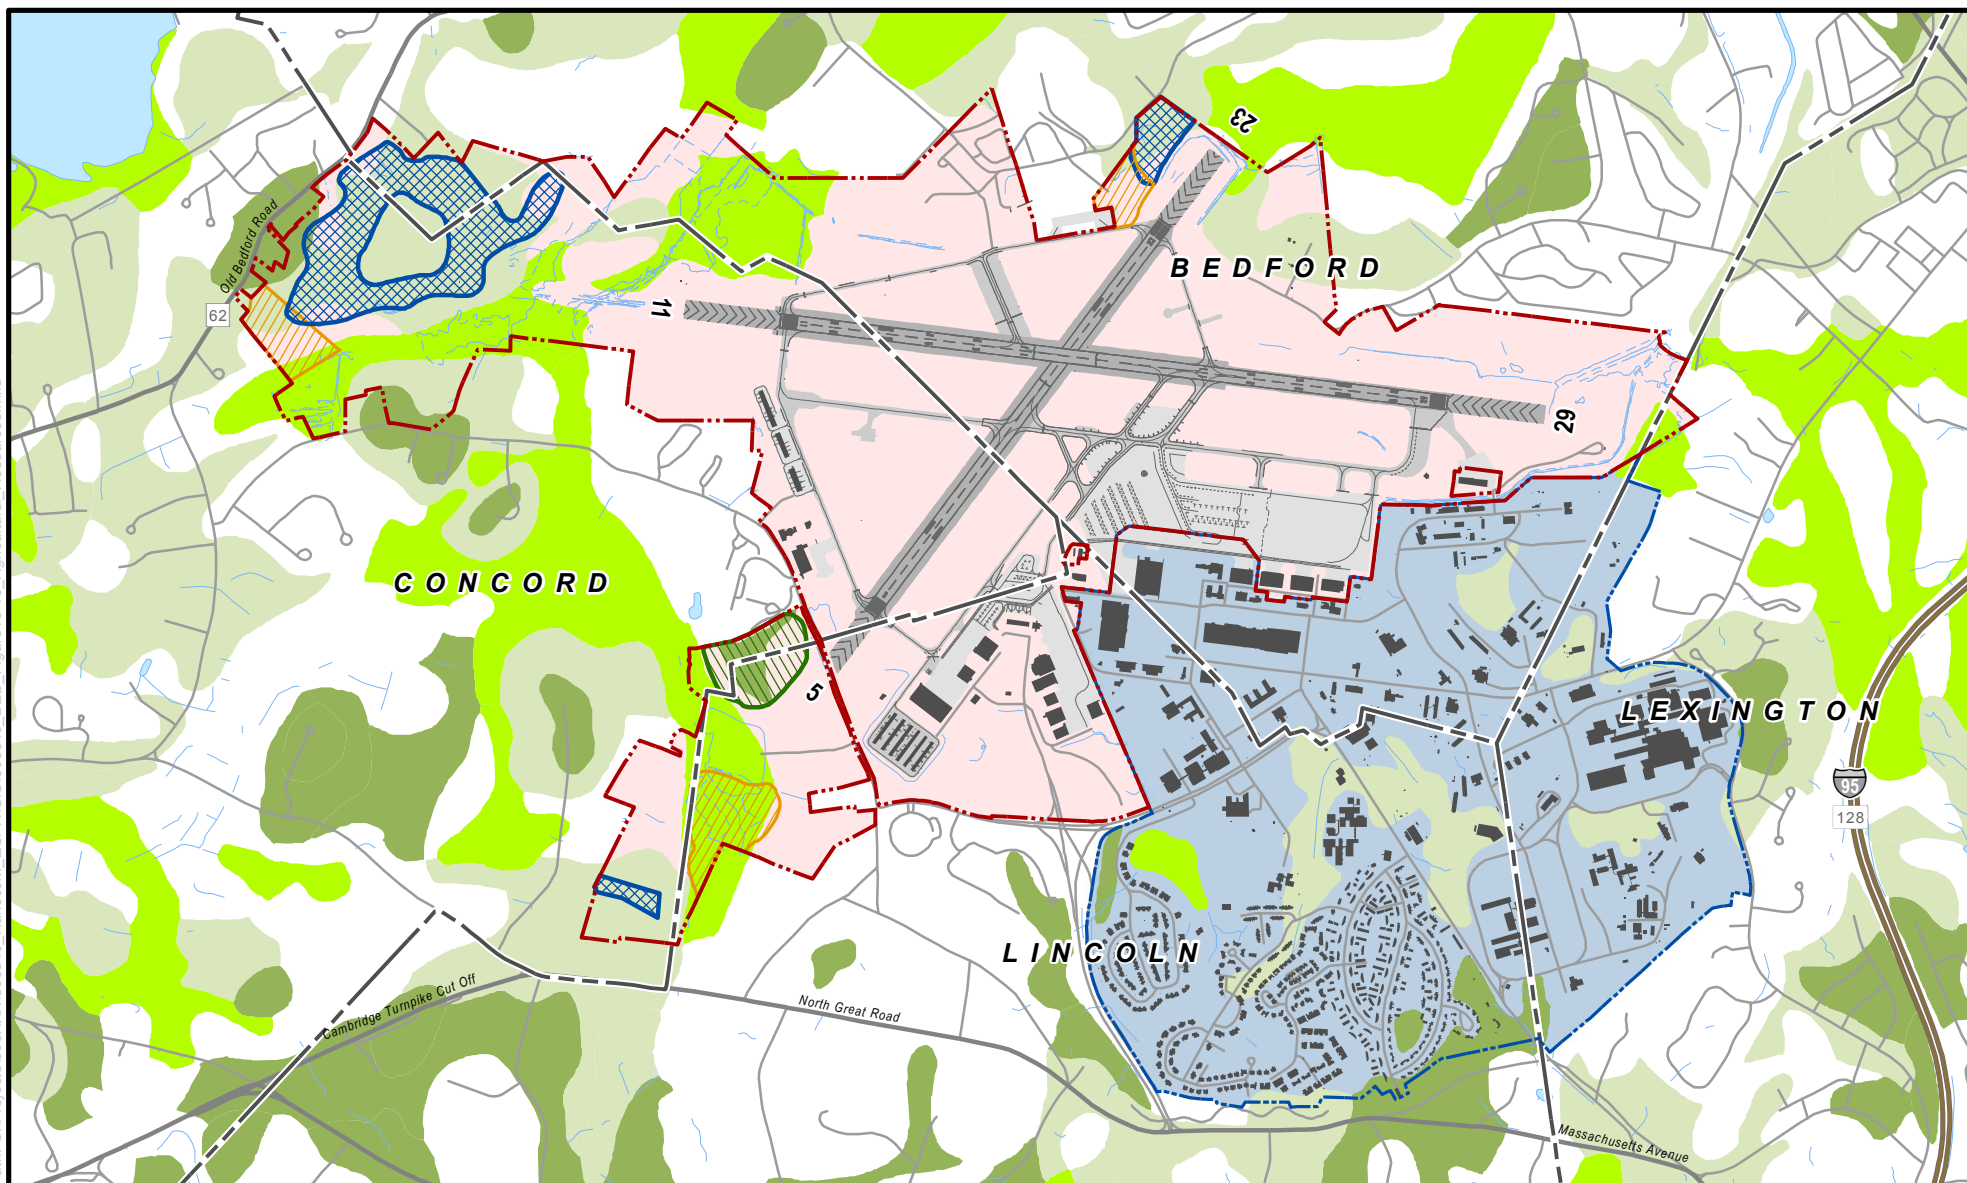 23
BEDFORD
Old Bedford Road
62
11
29
CONCORD
5
LEXINGTON
95
128
LINCOLN
Cambridge Turnpike Cut Off
North Great Road
Massachusetts Avenue